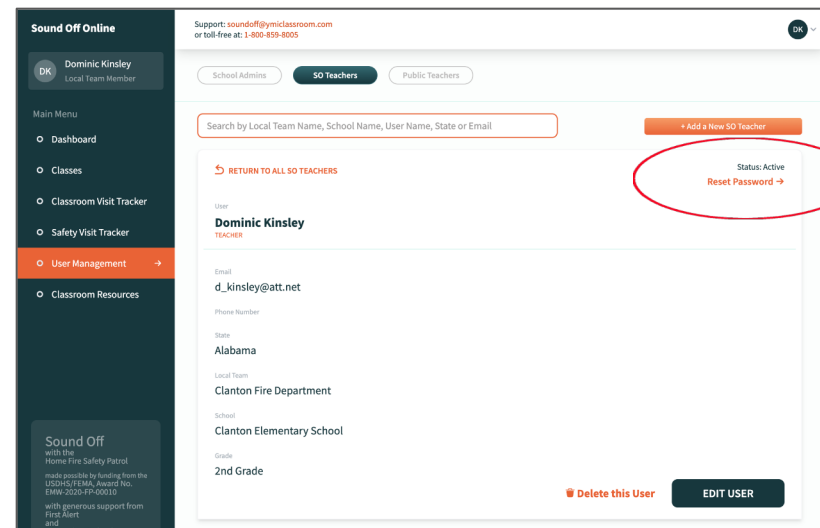 Sound Off Online
DK
Dominic Kinsley
Local Team Member
Main Menu
Dashboard
Classes
Classroom Visit Tracker
Safety Visit Tracker
User Management →
Classroom Resources
Sound Off
with the
Home Fire Safety Patrol
made possible by funding from the
USDHS/FEMA, Award No.
EMW-2020-FP-00010
with generous support from
First Alert
and
Support: soundoff@ymiclassroom.com
or toll-free at: 1-800-859-8005
DK
School Admins
SO Teachers
Public Teachers
Search by Local Team Name, School Name, User Name, State or Email
+ Add a New SO Teacher
RETURN TO ALL SO TEACHERS
Status: Active
Reset Password →
User
Dominic Kinsley
TEACHER
Email
d_kinsley@att.net
Phone Number
State
Alabama
Local Team
Clanton Fire Department
School
Clanton Elementary School
Grade
2nd Grade
Delete this User
EDIT USER